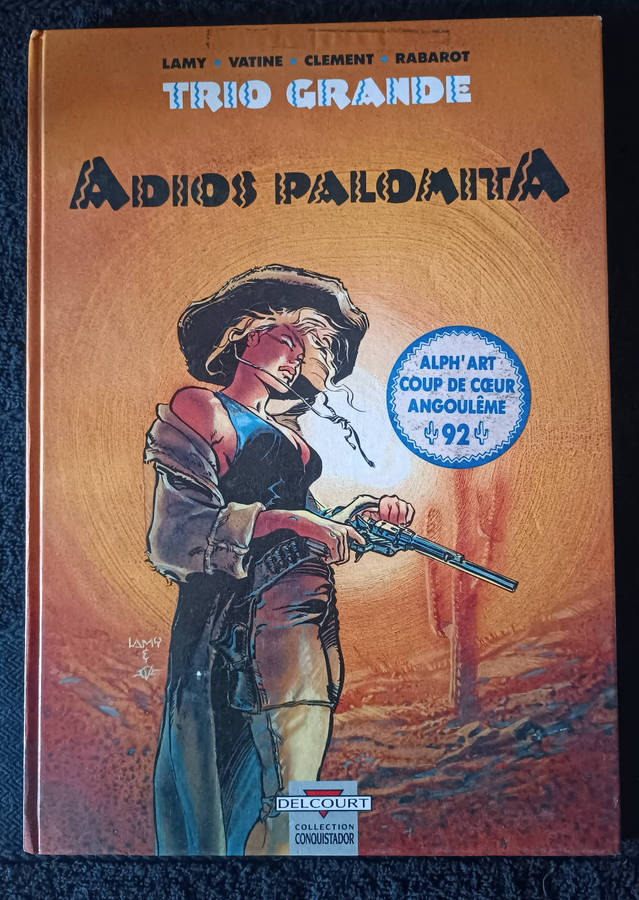 LAMY • VATINE • CLEMENT • RABAROT
TRIO GRANDE
ADIOS PALOMITA
ALPH'ART
COUP DE CŒUR
ANGOULÊME
92
LAMY
&
DELCOURT
COLLECTION
CONQUISTADOR